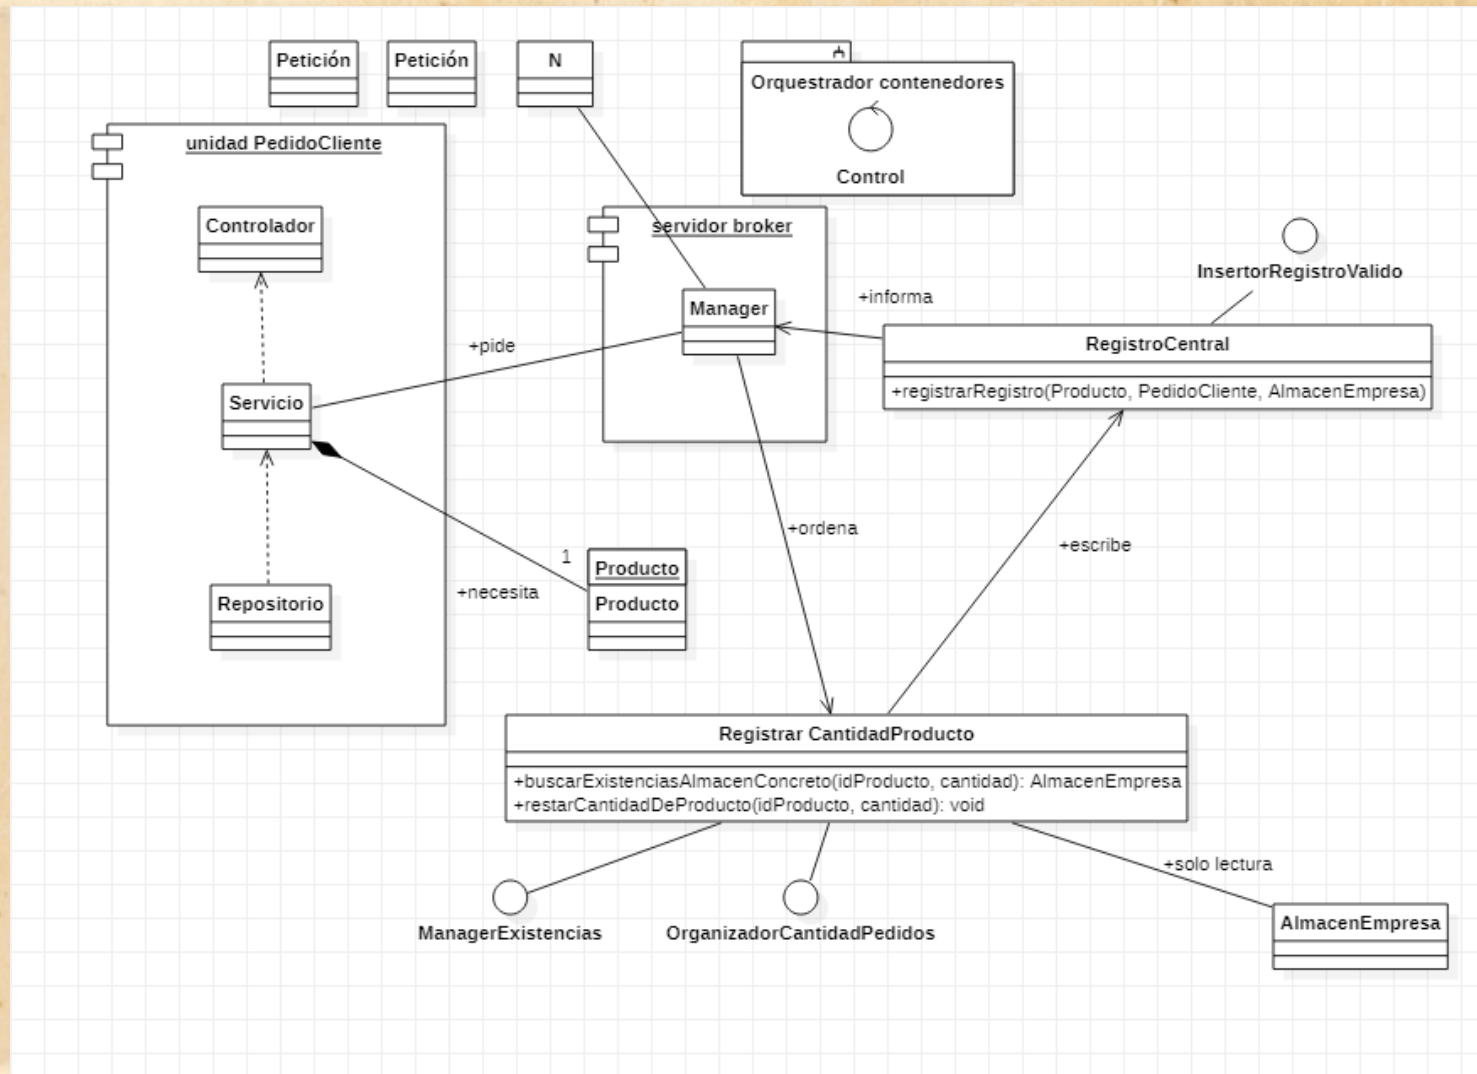 Petición
Petición
N
Orquestrador contenedores
Control
unidad PedidoCliente
Controlador
servidor broker
InsertorRegistroValido
Manager
+informa
RegistroCentral
+pide
+registrarRegistro(Producto, PedidoCliente, AlmacenEmpresa)
Servicio
+ordena
+escribe
1
Producto
+necesita
Producto
Repositorio
Registrar CantidadProducto
+buscarExistenciasAlmacenConcreto(idProducto, cantidad): AlmacenEmpresa
+restarCantidadDeProducto(idProducto, cantidad): void
+solo lectura
ManagerExistencias
OrganizadorCantidadPedidos
AlmacenEmpresa